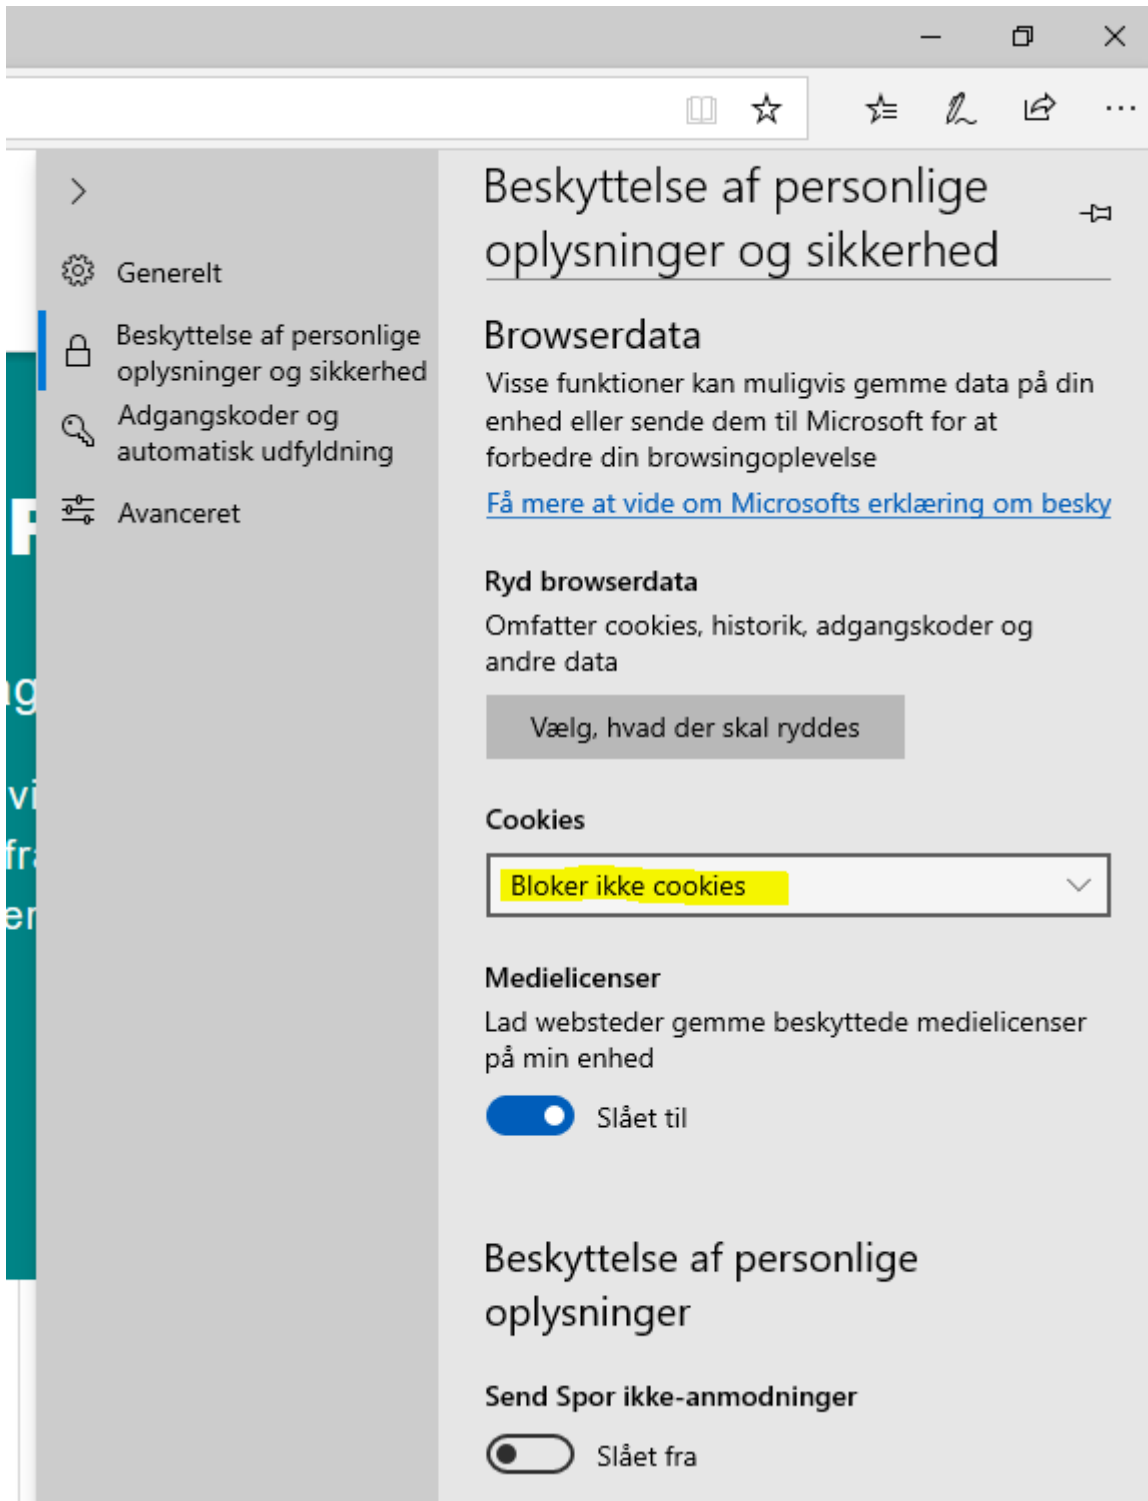 Generelt
Beskyttelse af personlige
oplysninger og sikkerhed
Adgangskoder og
automatisk udfyldning
Avanceret
Beskyttelse af personlige
oplysninger og sikkerhed
Browserdata
Visse funktioner kan muligvis gemme data på din
enhed eller sende dem til Microsoft for at
forbedre din browsingoplevelse
Få mere at vide om Microsofts erklæring om besky
Ryd browserdata
Omfatter cookies, historik, adgangskoder og
andre data
Vælg, hvad der skal ryddes
Cookies
Bloker ikke cookies
Medielicenser
Lad websteder gemme beskyttede medielicenser
på min enhed
Slået til
Beskyttelse af personlige
oplysninger
Send Spor ikke-anmodninger
Slået fra